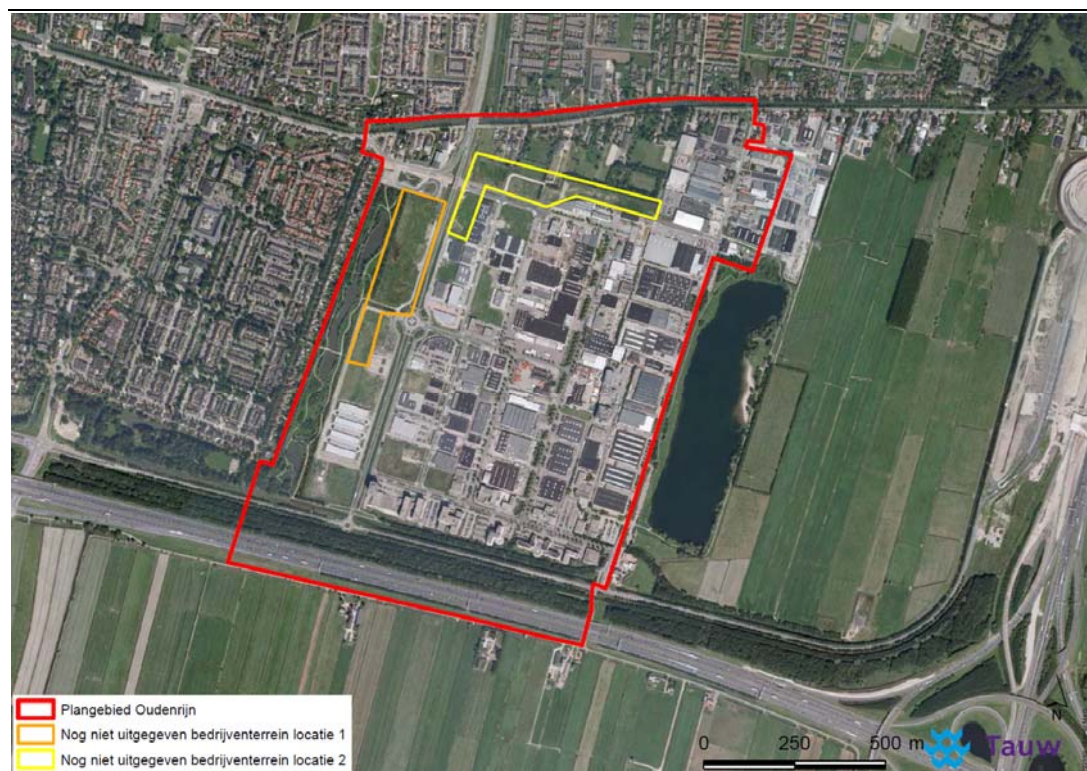 Plangebied Oudenrijn
Nog niet uitgegeven bedrijventerrein locatie 1
Nog niet uitgegeven bedrijventerrein locatie 2
0 250 500 m
N
Tauw